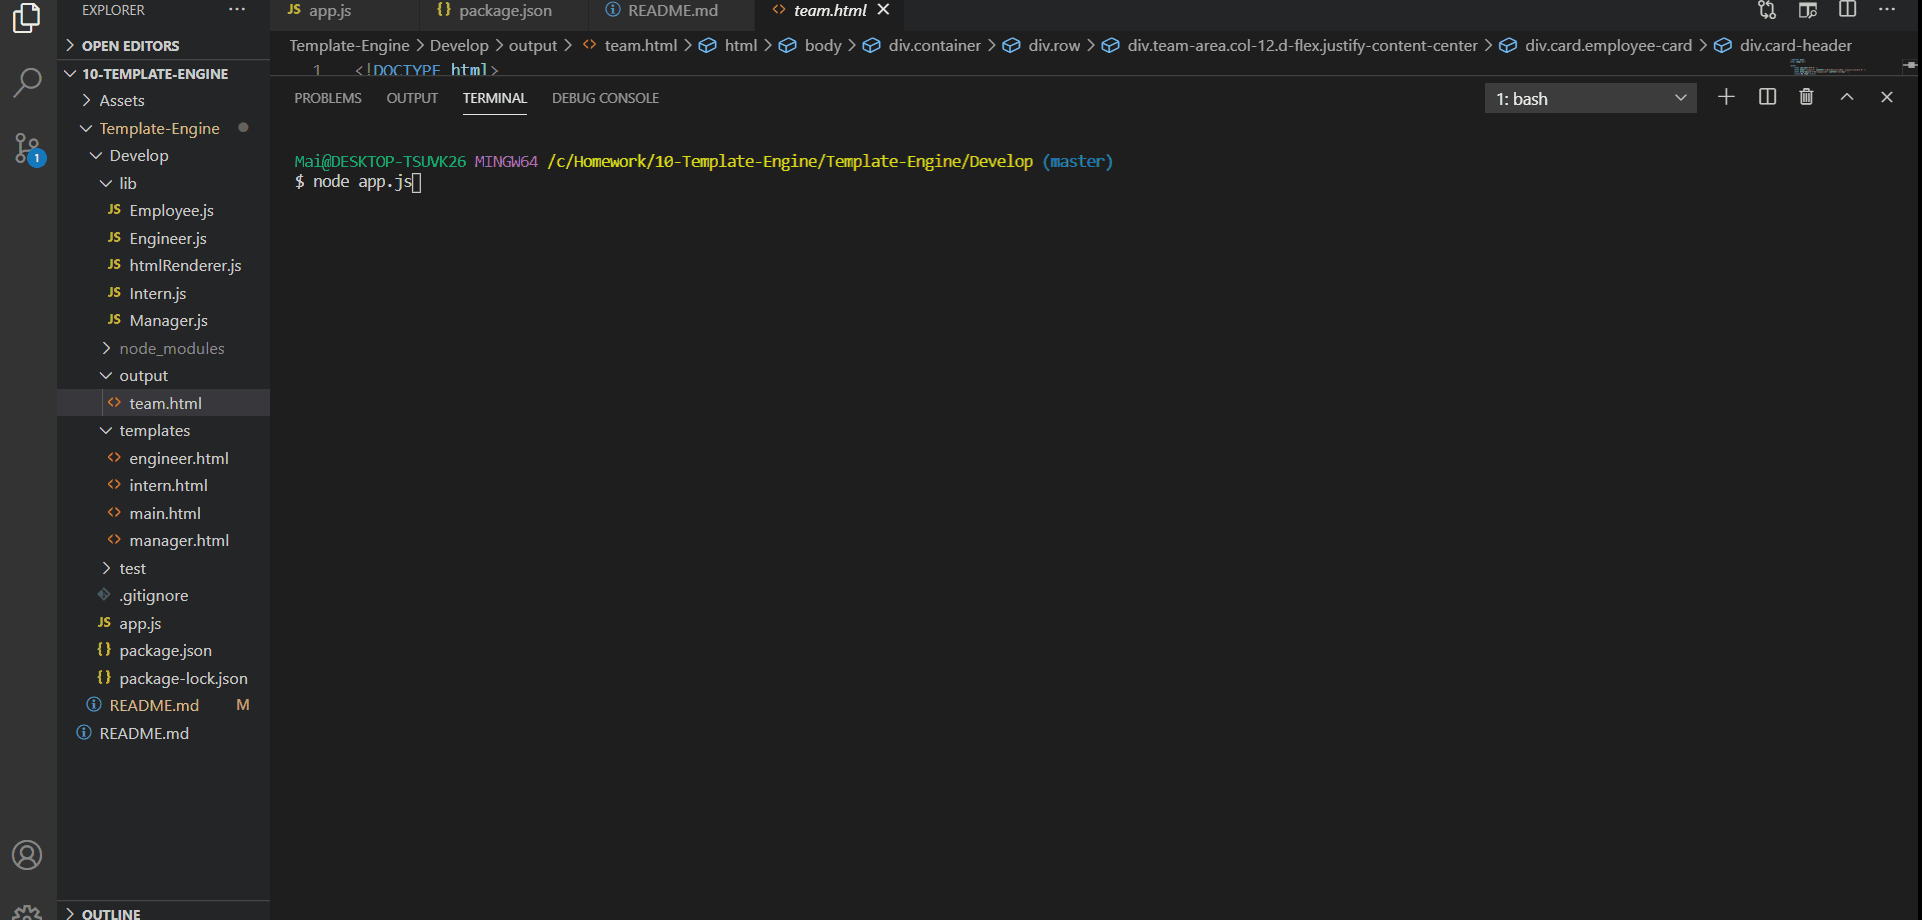 EXPLORER ...
OPEN EDITORS
10-TEMPLATE-ENGINE
Assets
Template-Engine
Develop
lib
JS Employee.js
JS Engineer.js
JS htmlRenderer.js
JS Intern.js
JS Manager.js
node_modules
output
<> team.html
templates
<> engineer.html
<> intern.html
<> main.html
<> manager.html
test
.gitignore
JS app.js
{} package.json
{} package-lock.json
README.md M
README.md
OUTLINE
1
JS app.js {} package.json README.md <> team.html
Template-Engine > Develop > output > <> team.html > html > body > div.container > div.row > div.team-area.col-12.d-flex.justify-content-center > div.card.employee-card > div.card-header
1 <!DOCTYPE html>
PROBLEMS OUTPUT TERMINAL DEBUG CONSOLE 1: bash
Mai@DESKTOP-TSUVK26 MINGW64 /c/Homework/10-Template-Engine/Template-Engine/Develop (master)
$ node app.js